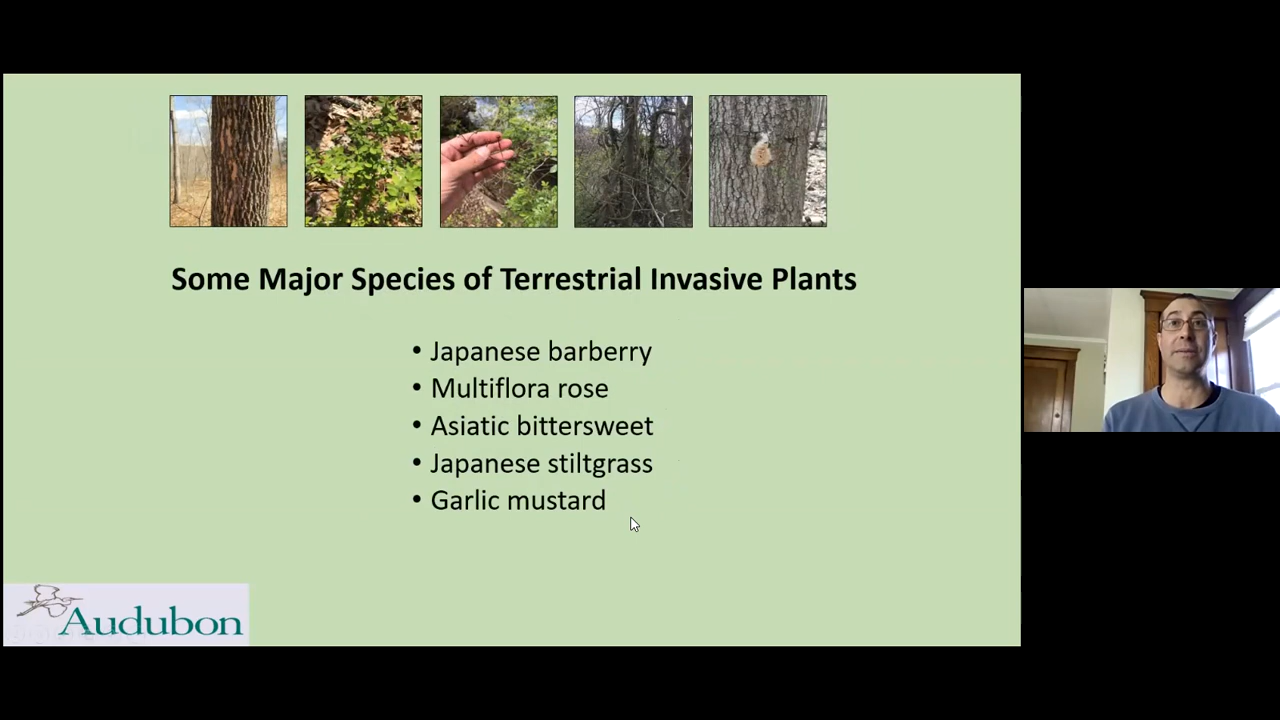 Some Major Species of Terrestrial Invasive Plants
• Japanese barberry
• Multiflora rose
• Asiatic bittersweet
• Japanese stiltgrass
• Garlic mustard
Audubon